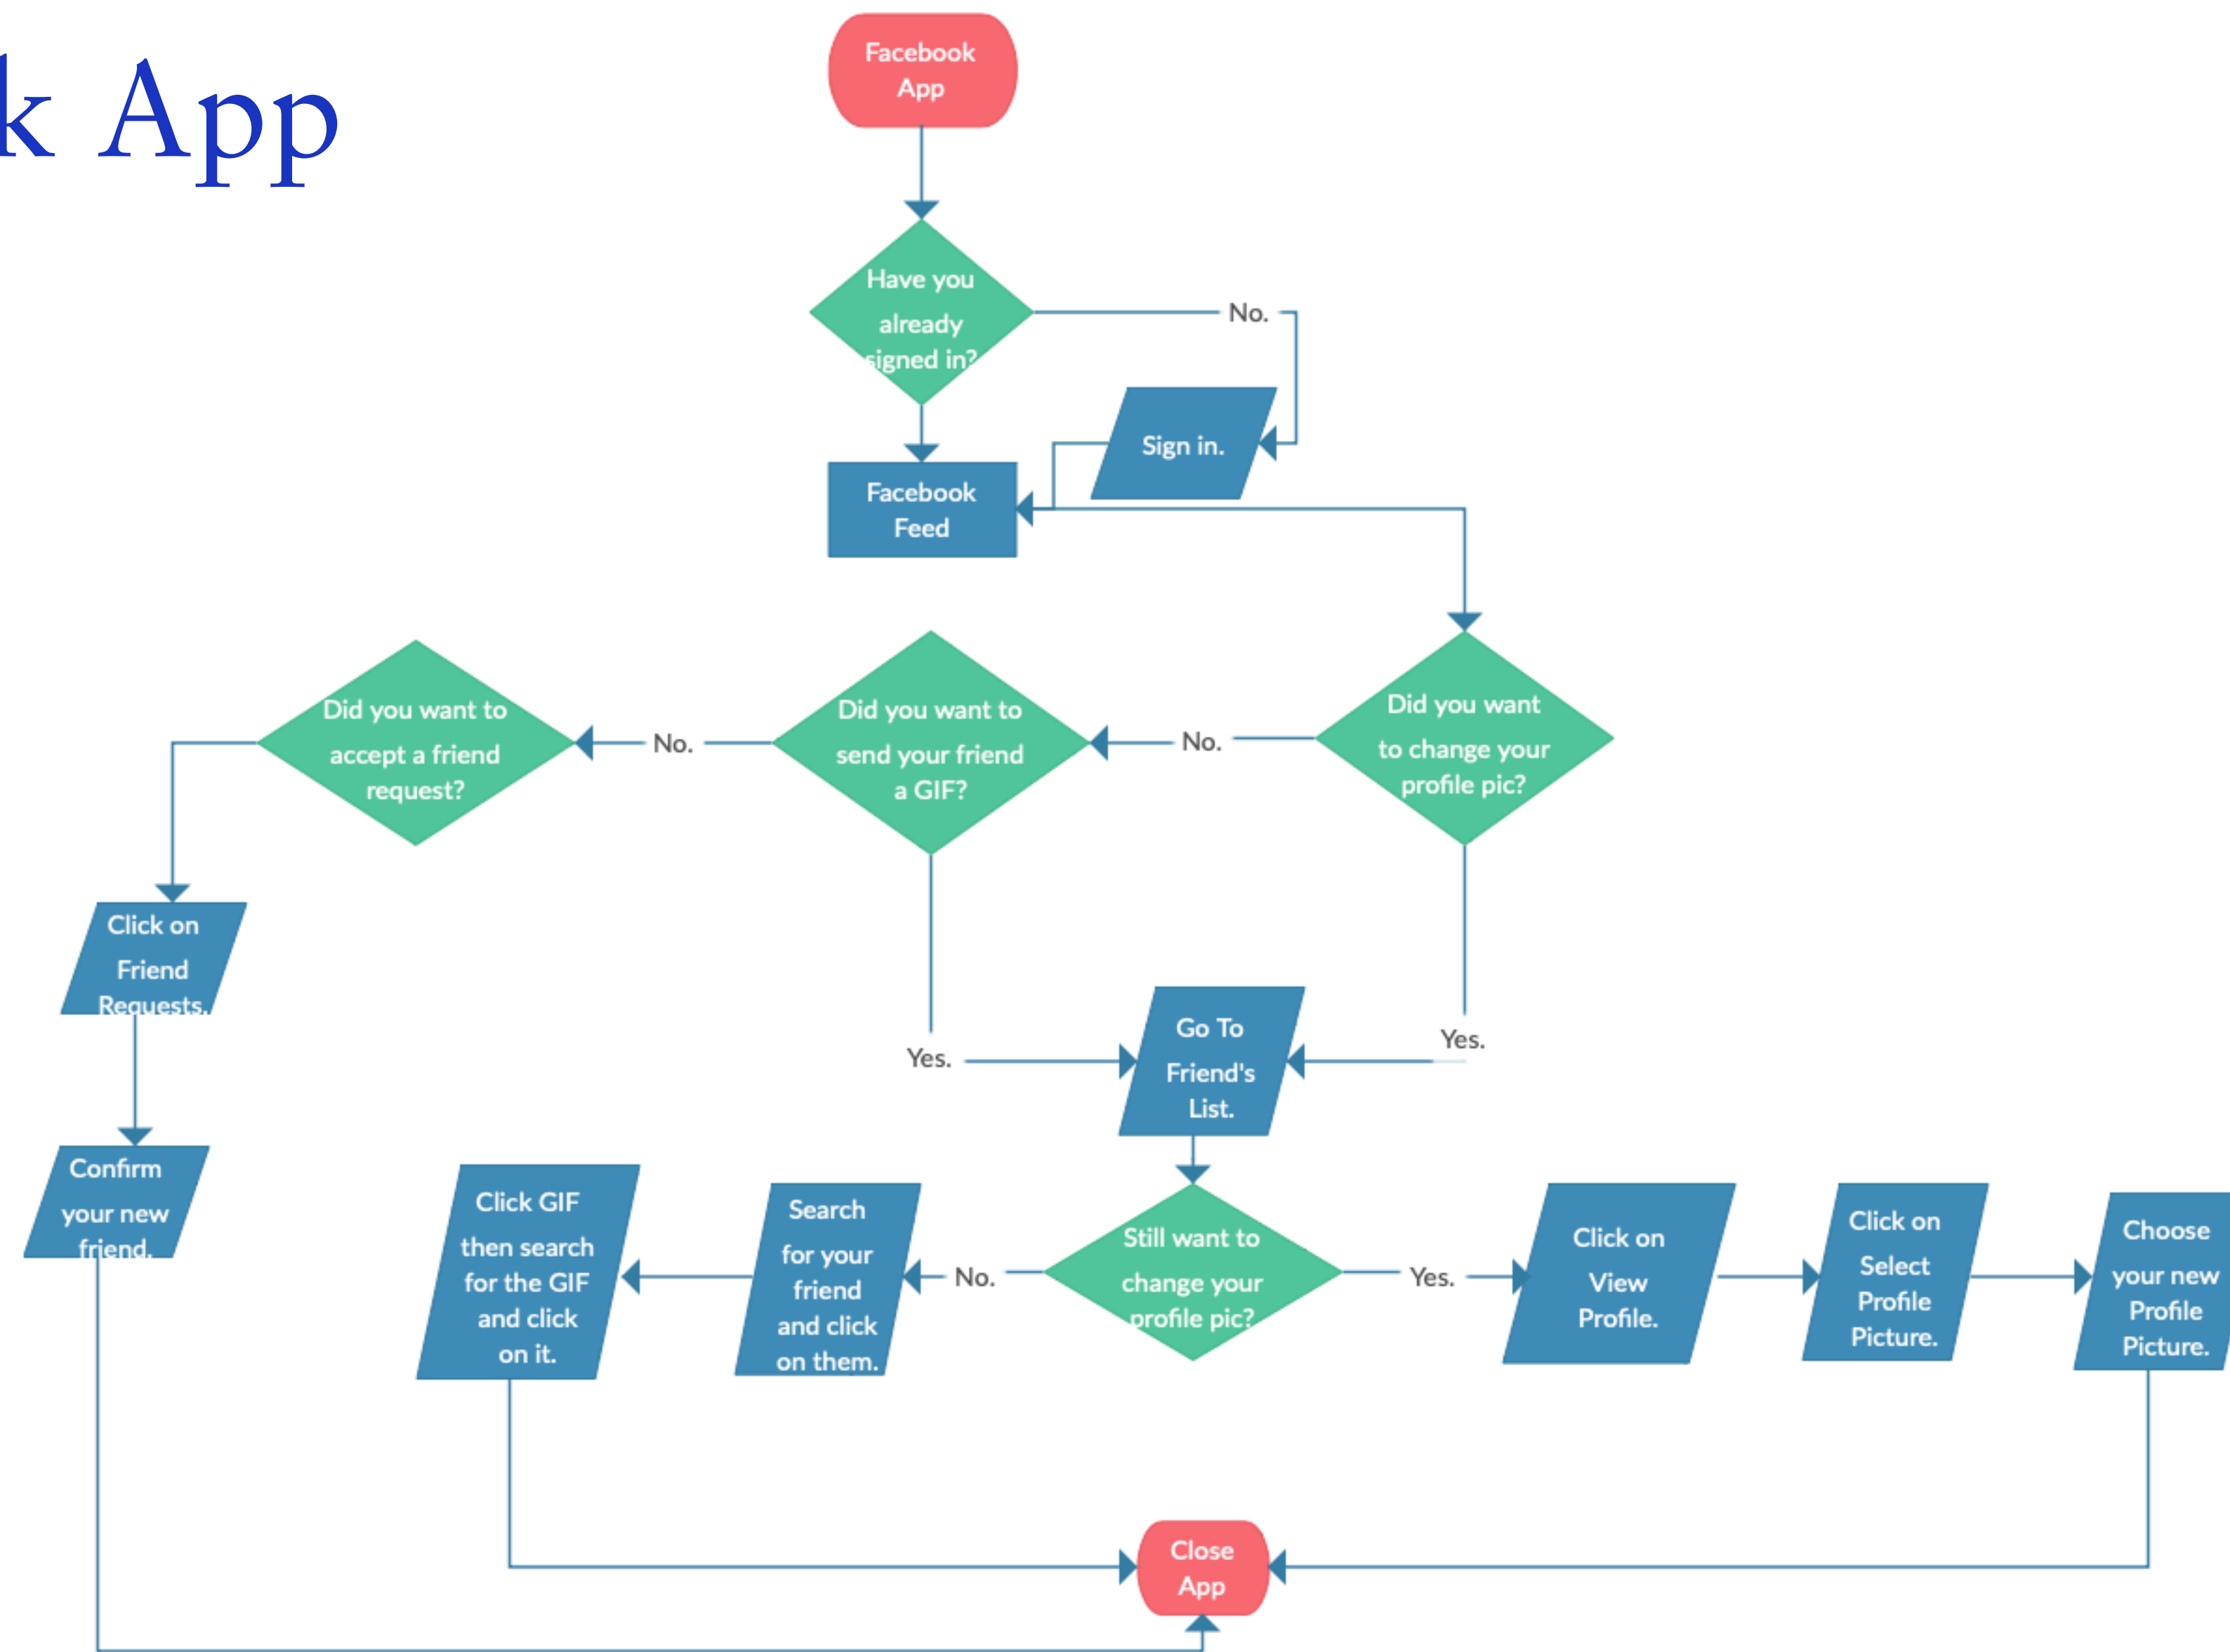 k App
Facebook
App
Have you
already
signed in?
No.
Sign in.
Facebook
Feed
Did you want to
accept a friend
request?
No.
Did you want to
send your friend
a GIF?
No.
Did you want
to change your
profile pic?
Click on
Friend
Requests.
Yes.
Go To
Friend's
List.
Yes.
Confirm
your new
friend.
Click GIF
then search
for the GIF
and click
on it.
Search
for your
friend
and click
on them.
No.
Still want to
change your
profile pic?
Yes.
Click on
View
Profile.
Click on
Select
Profile
Picture.
Choose
your new
Profile
Picture.
Close
App